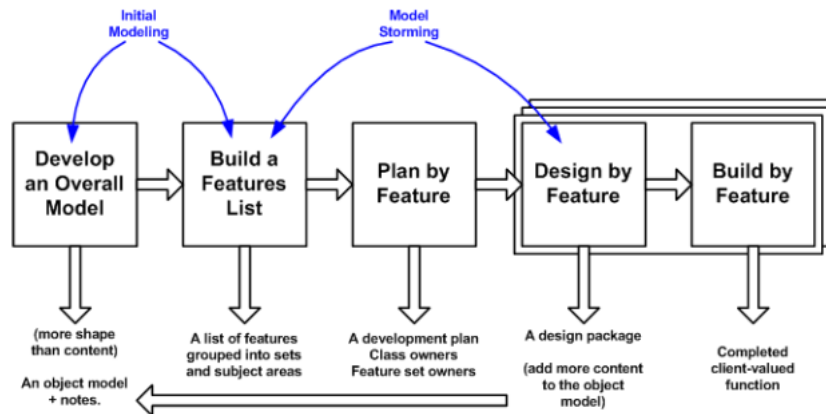 Initial
Modeling
Model
Storming
Develop
an Overall
Model
Build a
Features
List
Plan by
Feature
Design by
Feature
Build by
Feature
(more shape
than content)
An object model
+ notes.
A list of features
grouped into sets
and subject areas
A development plan
Class owners
Feature set owners
A design package
(add more content
to the object
model)
Completed
client-valued
function